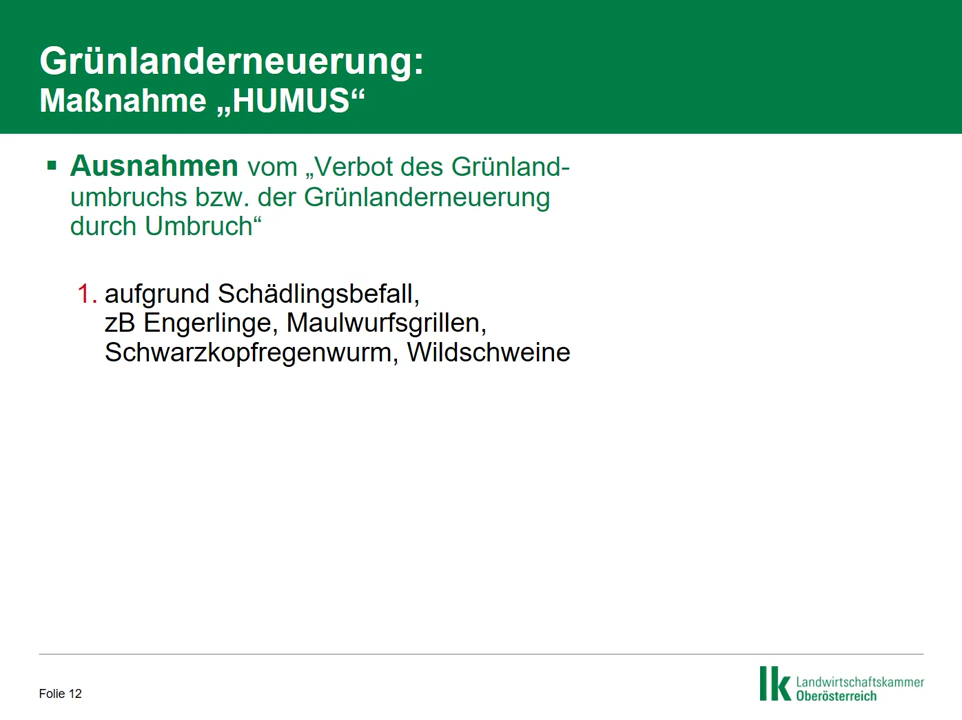 Grünlanderneuerung:
Maßnahme „HUMUS“
▪ Ausnahmen vom „Verbot des Grünland-
umbruchs bzw. der Grünlanderneuerung
durch Umbruch“
1. aufgrund Schädlingsbefall,
zB Engerlinge, Maulwurfsgrillen,
Schwarzkopfregenwurm, Wildschweine
Folie 12
lk Landwirtschaftskammer
Oberösterreich